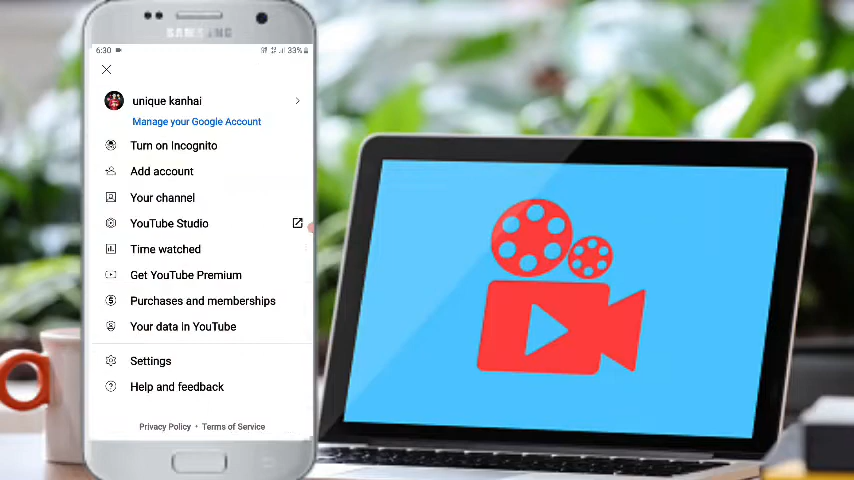 SAMSUNG
6:30
33%
unique kanhai
Manage your Google Account
Turn on Incognito
Add account
Your channel
YouTube Studio
Time watched
Get YouTube Premium
Purchases and memberships
Your data in YouTube
Settings
Help and feedback
Privacy Policy • Terms of Service